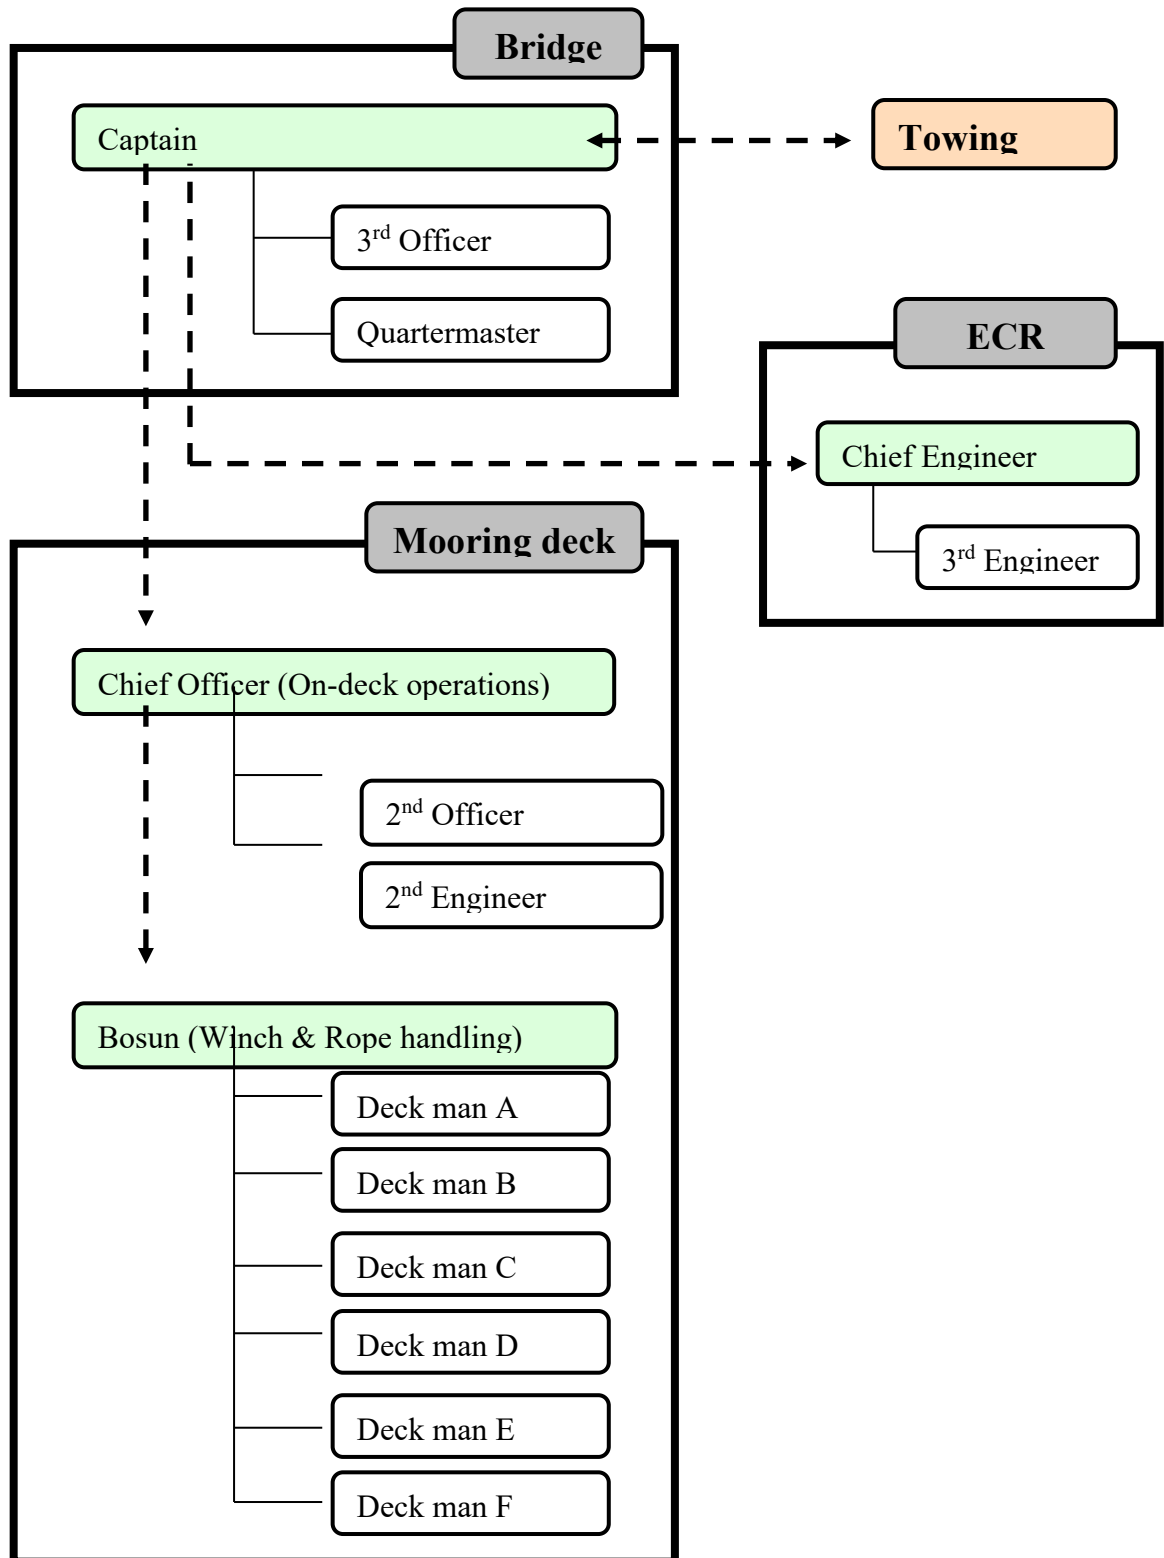 Bridge
Captain
Towing
3rd Officer
Quartermaster
ECR
Chief Engineer
3rd Engineer
Mooring deck
Chief Officer (On-deck operations)
2nd Officer
2nd Engineer
Bosun (Winch & Rope handling)
Deck man A
Deck man B
Deck man C
Deck man D
Deck man E
Deck man F